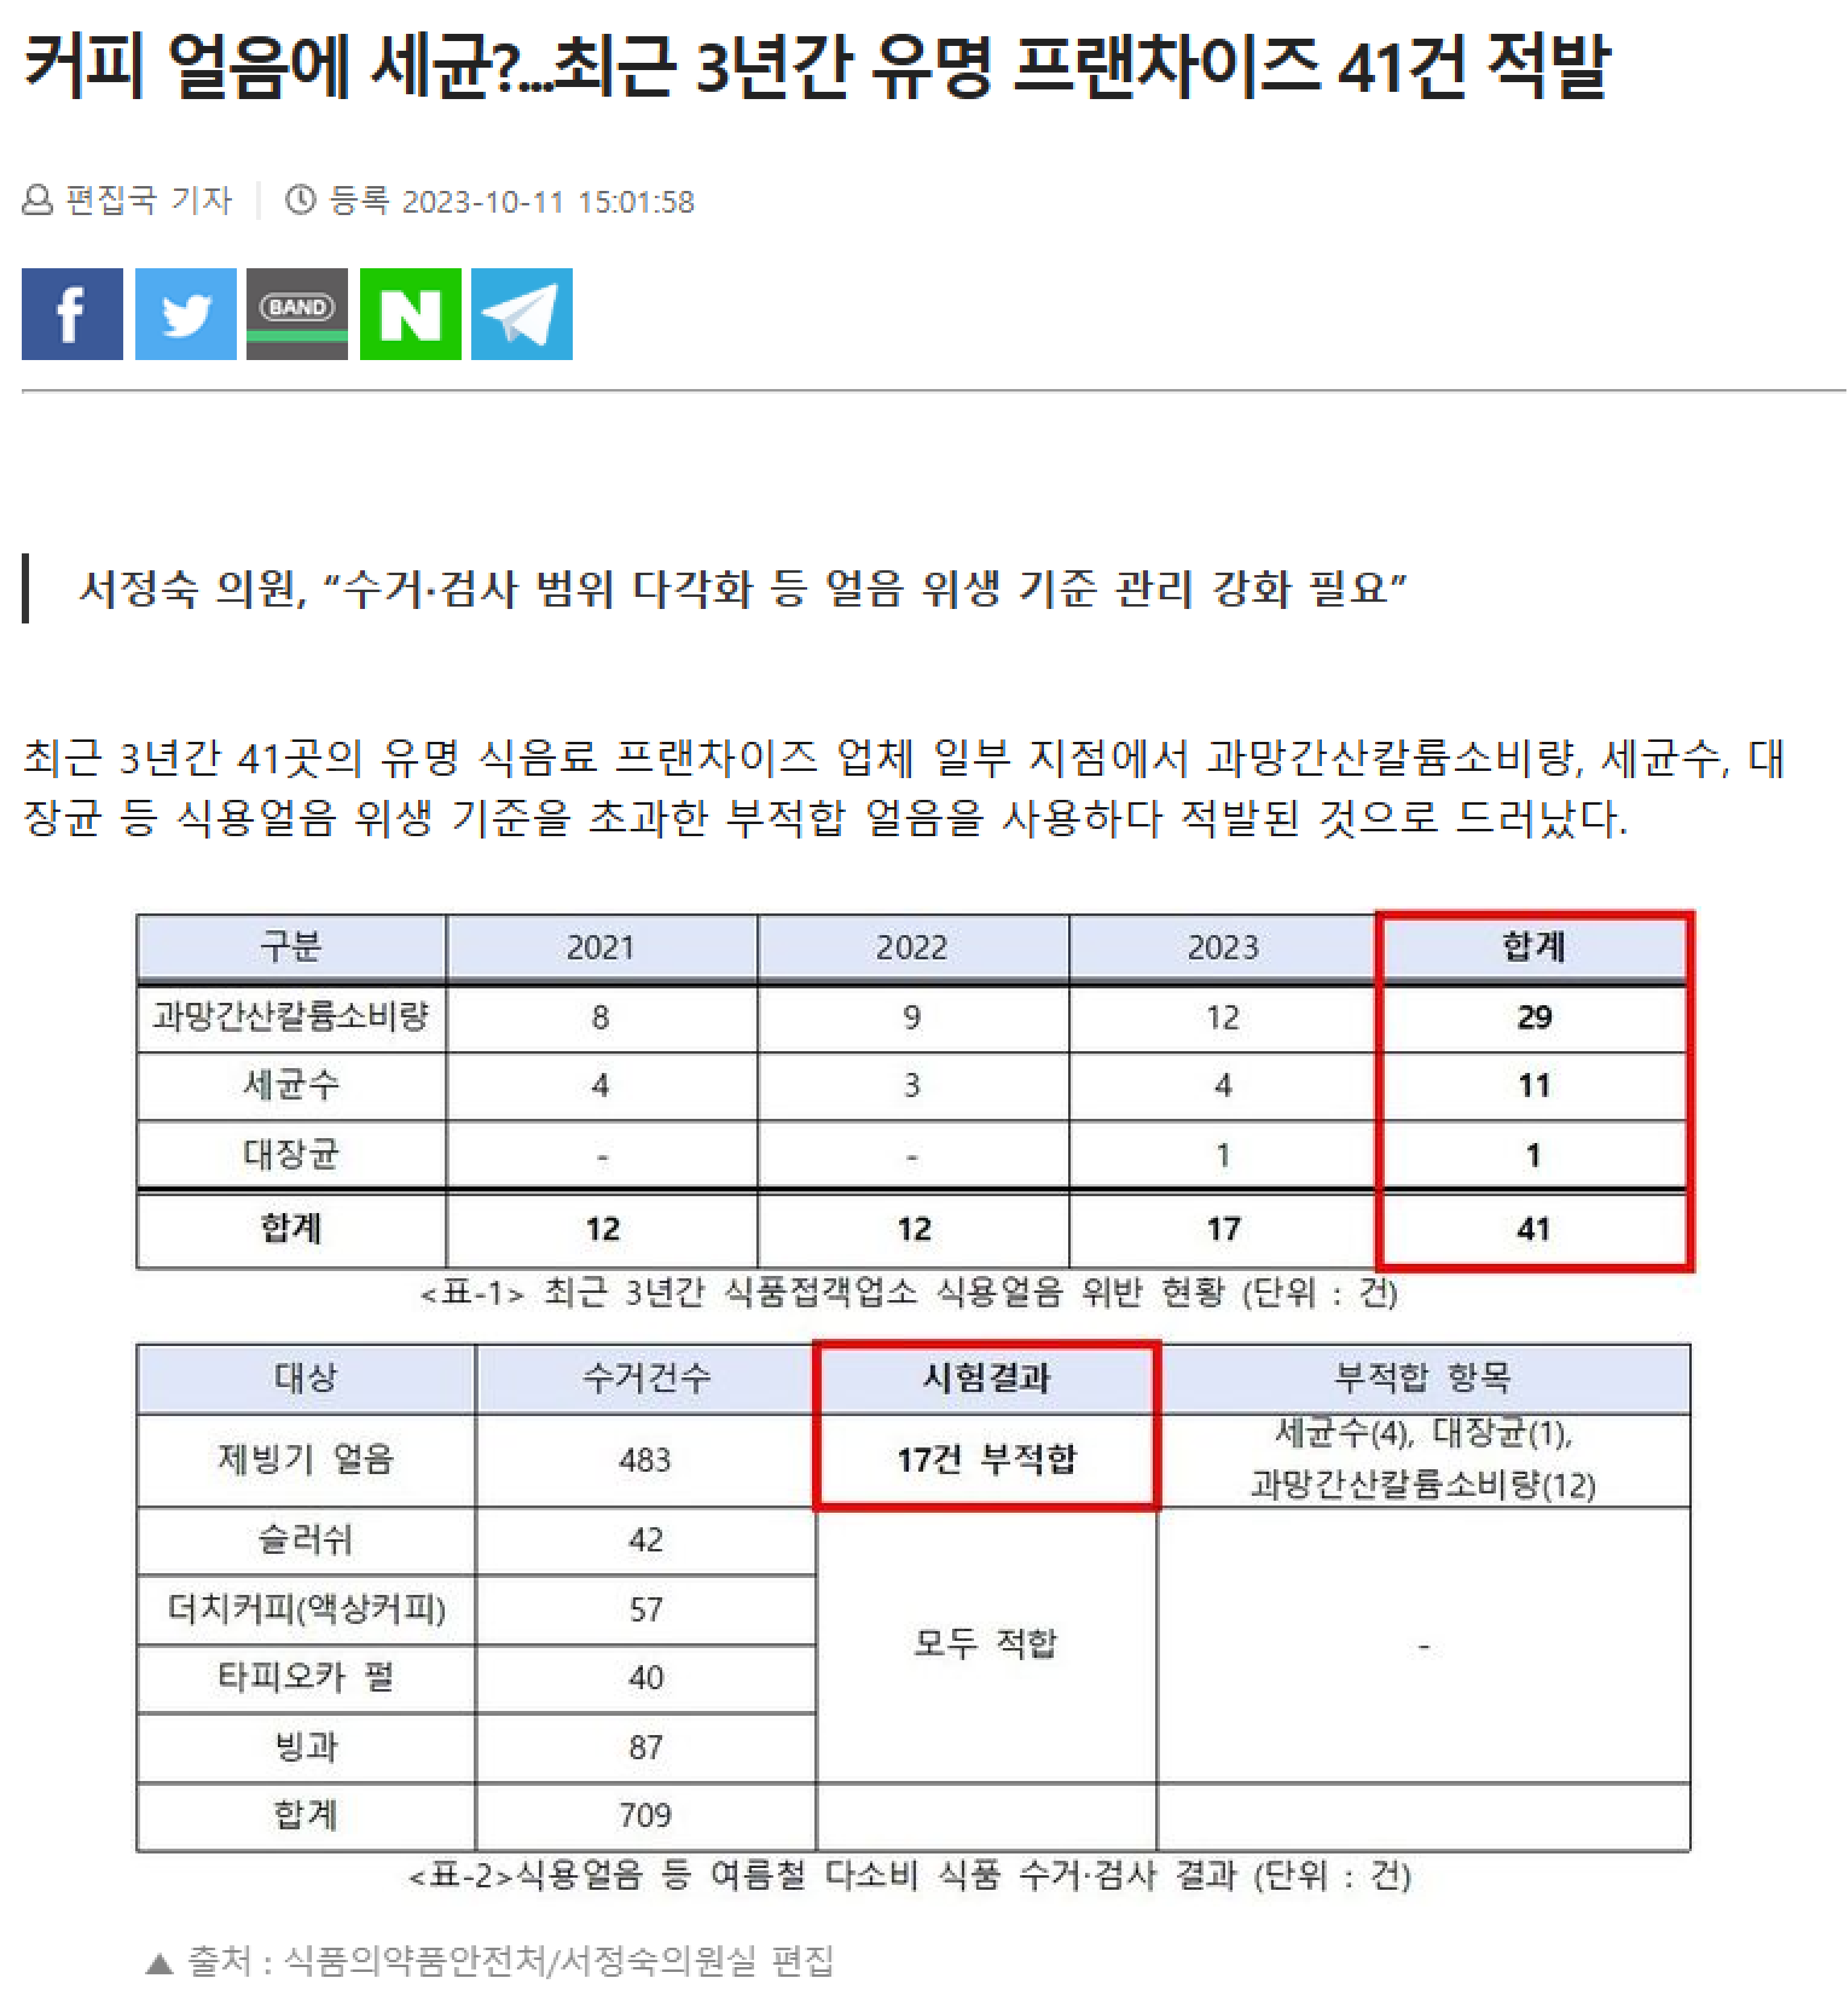 커피 얼음에 세균?...최근 3년간 유명 프랜차이즈 41건 적발
편집국 기자 등록 2023-10-11 15:01:58
f BAND N
서정숙 의원, “수거·검사 범위 다각화 등 얼음 위생 기준 관리 강화 필요”
최근 3년간 41곳의 유명 식음료 프랜차이즈 업체 일부 지점에서 과망간산칼륨소비량, 세균수, 대
장균 등 식용얼음 위생 기준을 초과한 부적합 얼음을 사용하다 적발된 것으로 드러났다.
구분 2021 2022 2023 합계
과망간산칼륨소비량 8 9 12 29
세균수 4 3 4 11
대장균 - - 1 1
합계 12 12 17 41
<표-1> 최근 3년간 식품접객업소 식용얼음 위반 현황 (단위 : 건)
대상 수거건수 시험결과 부적합 항목
제빙기 얼음 483 17건 부적합 세균수(4), 대장균(1),
과망간산칼륨소비량(12)
슬러쉬 42
더치커피(액상커피) 57
모두 적합 -
타피오카 펄 40
빙과 87
합계 709
<표-2>식용얼음 등 여름철 다소비 식품 수거·검사 결과 (단위 : 건)
▲ 출처 : 식품의약품안전처/서정숙의원실 편집